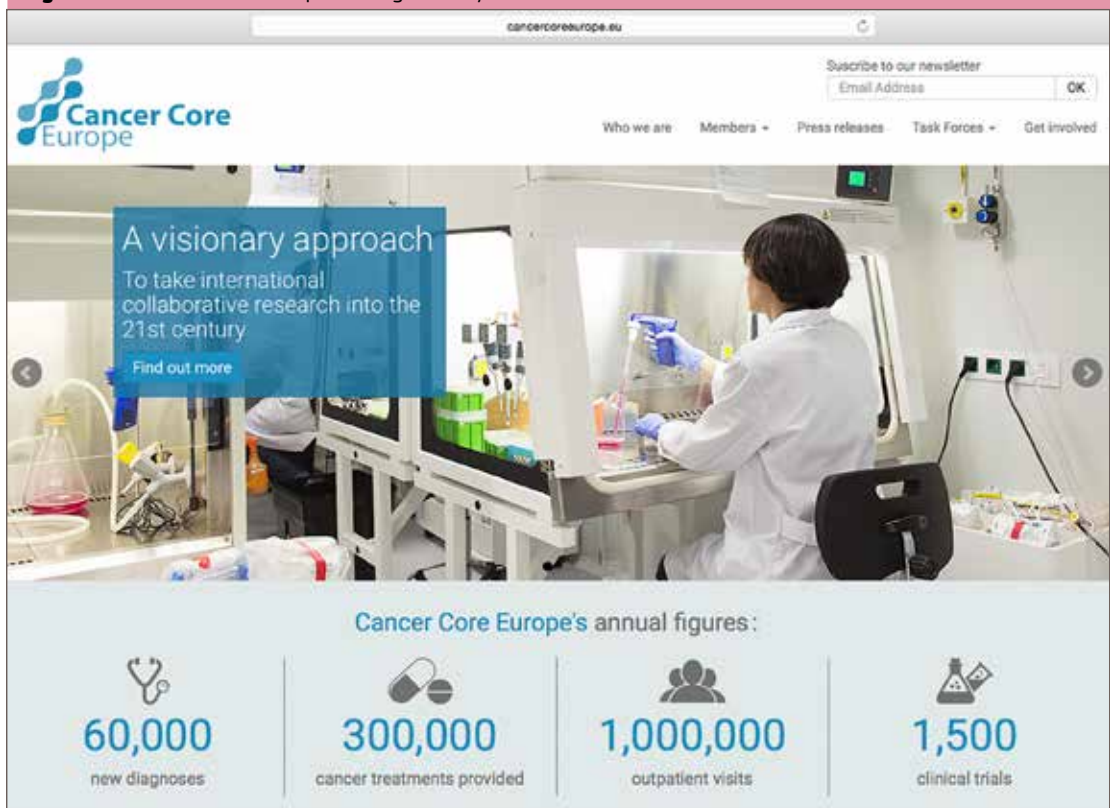 cancercoreeurope.eu
Suscribe to our newsletter
Email Address
OK
Cancer Core
Europe
Who we are Members Press releases Task Forces Get involved
A visionary approach
To take international
collaborative research into the
21st century
Find out more
Cancer Core Europe's annual figures:
60,000 300,000 1,000,000 1,500
new diagnoses cancer treatments provided outpatient visits clinical trials